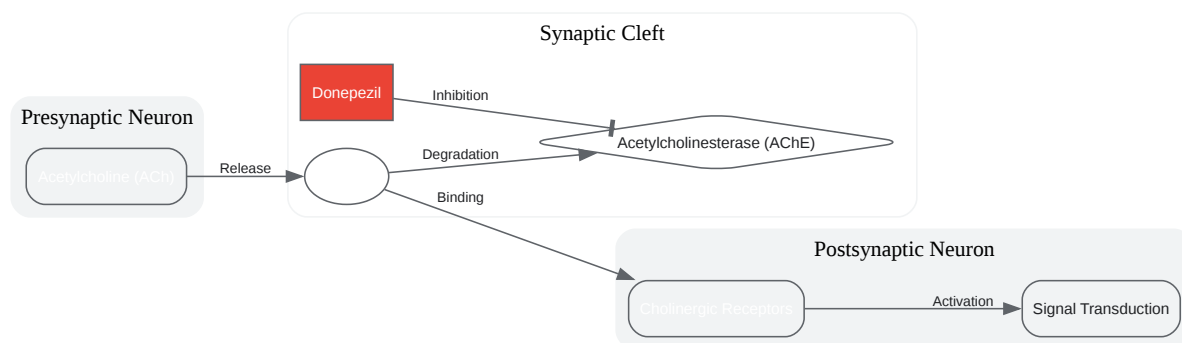 Synaptic Cleft
Donepezil
Inhibition
Presynaptic Neuron
Acetylcholinesterase (AChE)
Degradation
Acetylcholine (ACh)
Release
Binding
Postsynaptic Neuron
Cholinergic Receptors
Activation
Signal Transduction